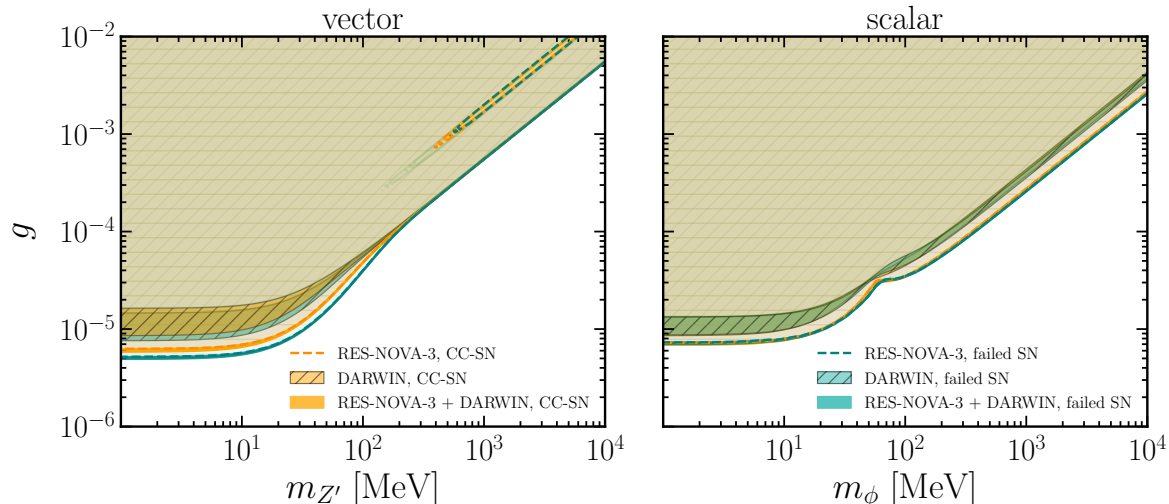 vector
scalar
10⁻²
10⁻³
10⁻⁴
10⁻⁵
10⁻⁶
g
RES-NOVA-3, CC-SN
DARWIN, CC-SN
RES-NOVA-3 + DARWIN, CC-SN
RES-NOVA-3, failed SN
DARWIN, failed SN
RES-NOVA-3 + DARWIN, failed SN
10¹ 10² 10³ 10⁴
10¹ 10² 10³ 10⁴
m_{Z′} [MeV]
m_ϕ [MeV]